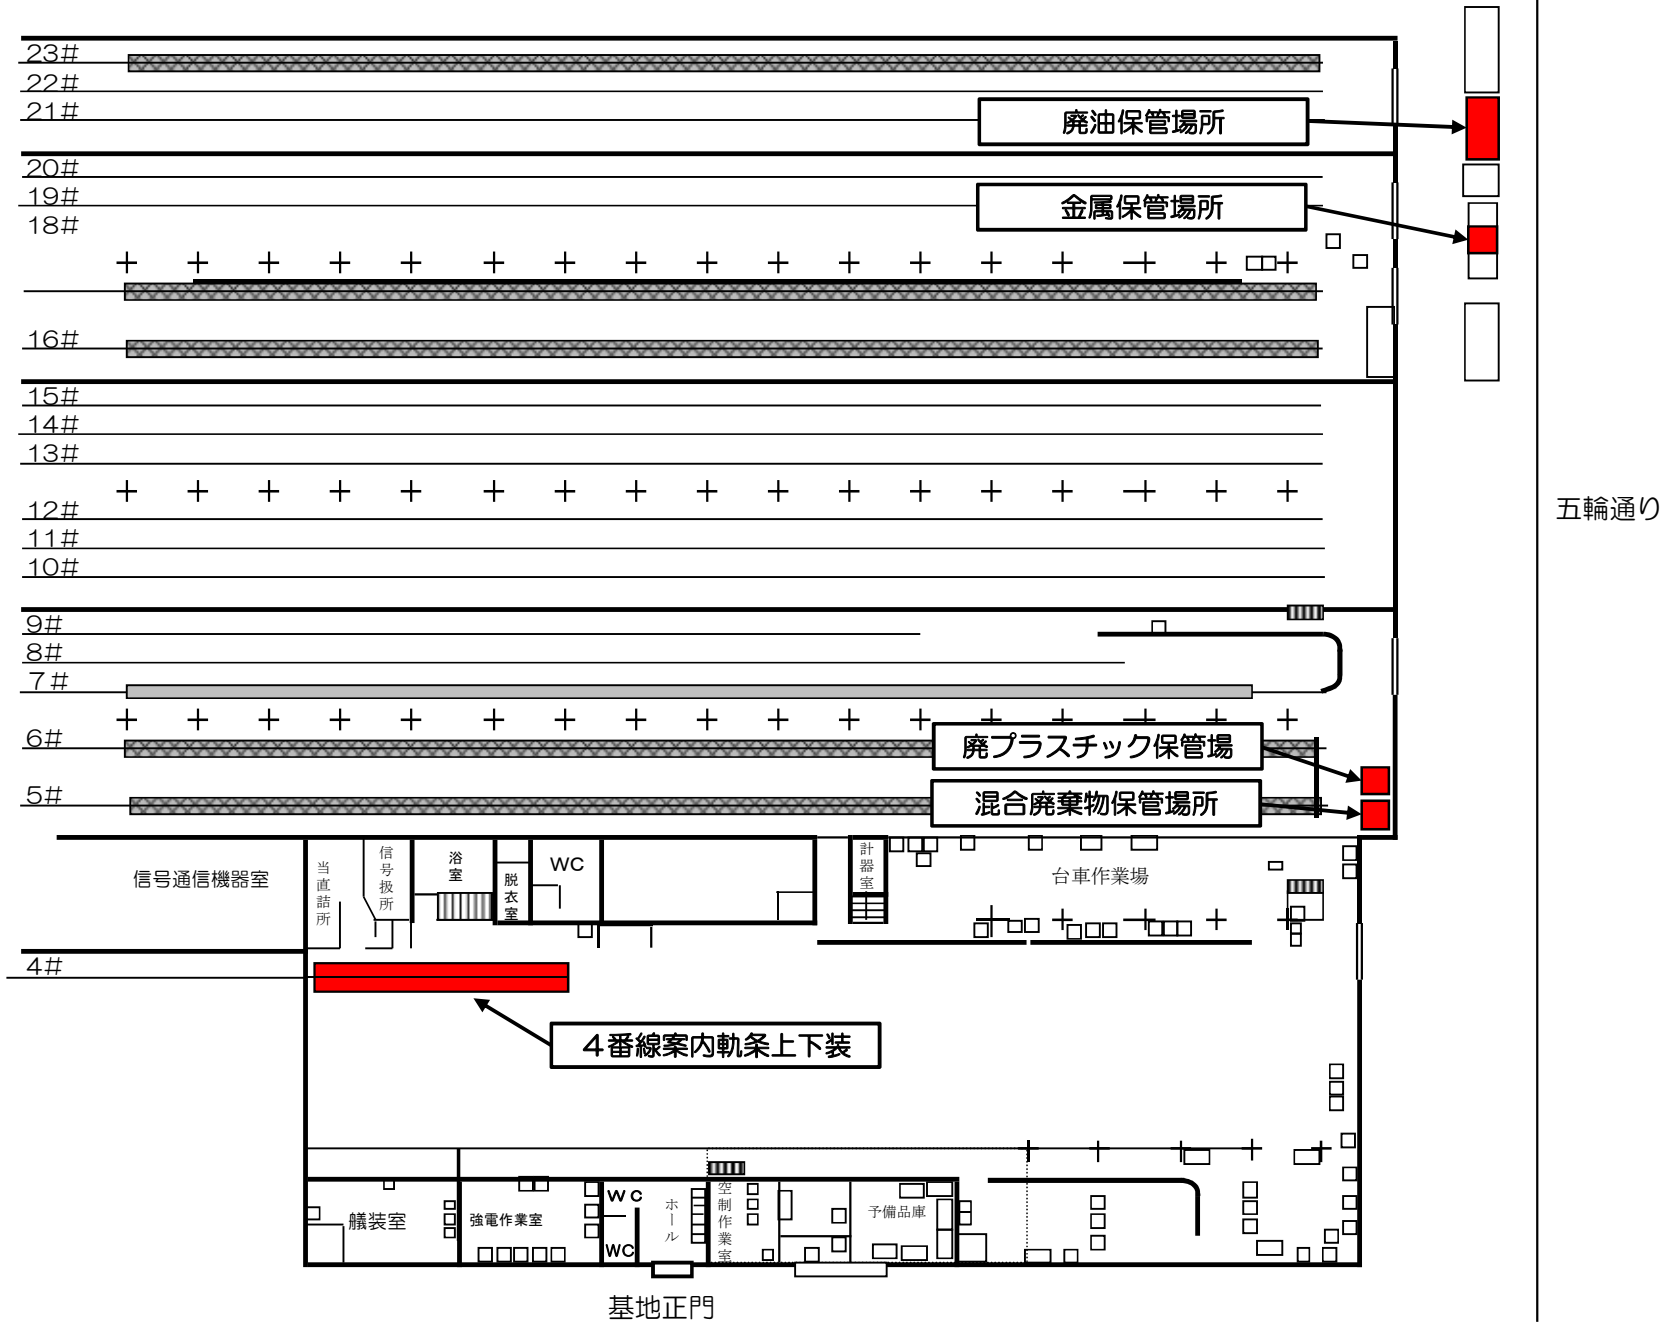 23#
22#
21#
廃油保管場所
20#
19#
金属保管場所
18#
16#
15#
14#
13#
12#
五輪通り
11#
10#
9#
8#
7#
6#
廃プラスチック保管場
5#
混合廃棄物保管場所
信号通信機器室
当直詰所
信号扱所
浴室
脱衣室
WC
計器室
台車作業場
4#
4番線案内軌条上下装
艤装室
強電作業室
WC
WC
ホール
空制作業室
予備品庫
基地正門